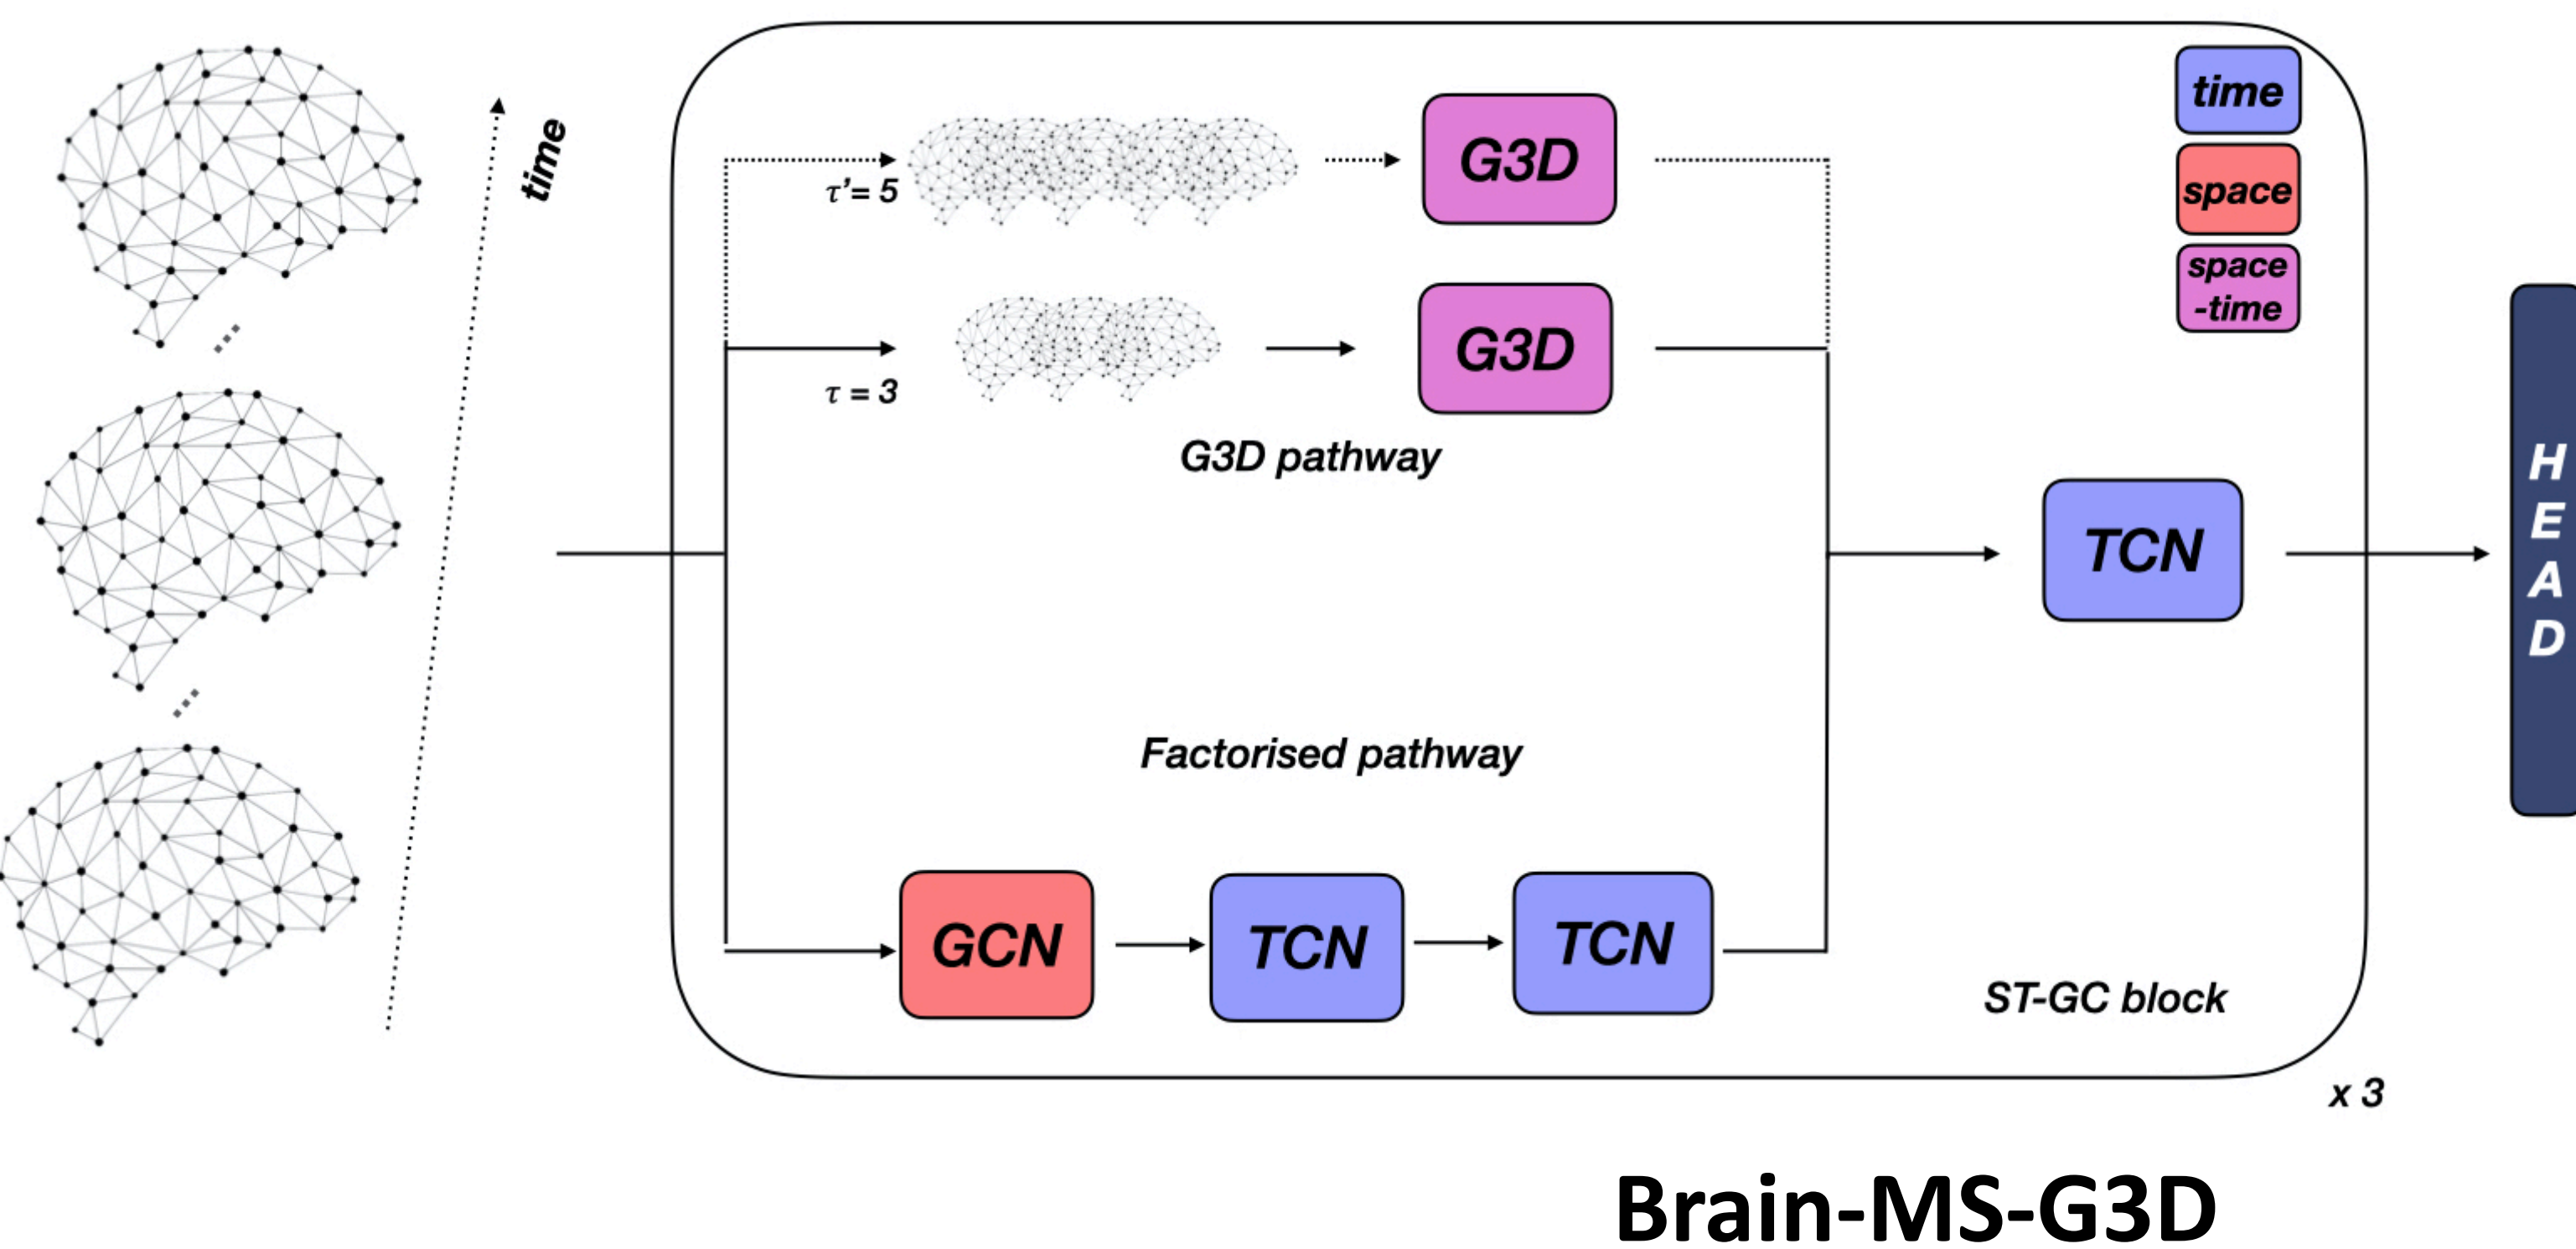 time
τ'= 5
G3D
time
space
space
-time
τ = 3
G3D
G3D pathway
TCN
H
E
A
D
Factorised pathway
GCN
TCN
TCN
ST-GC block
x 3
Brain-MS-G3D